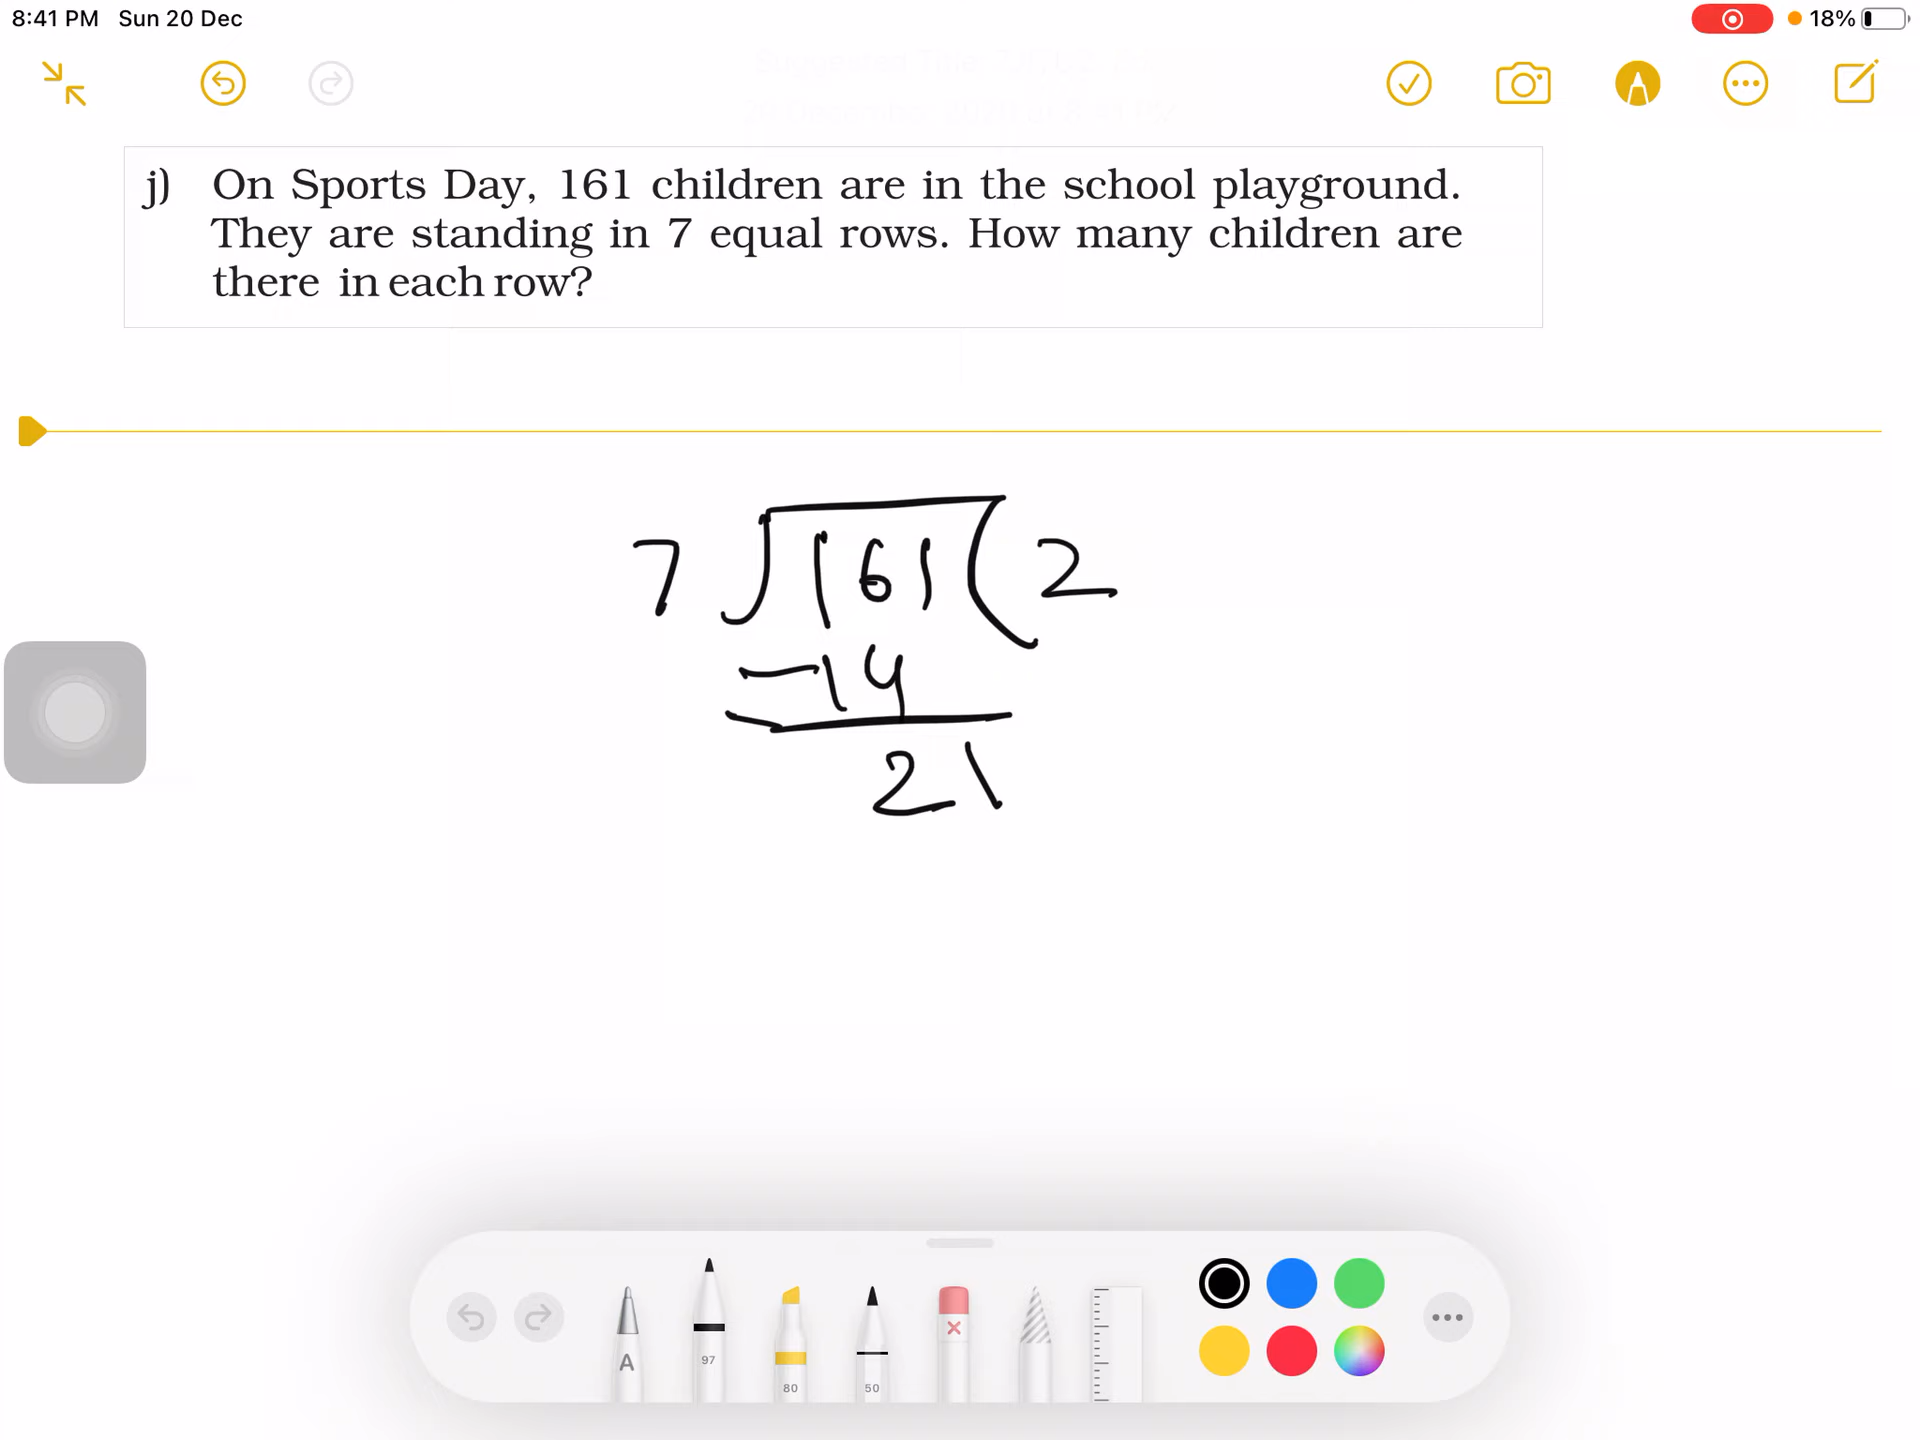 8:41 PM Sun 20 Dec 18%
j) On Sports Day, 161 children are in the school playground.
They are standing in 7 equal rows. How many children are
there in each row?
7 161 ( 2
-14
21
A 97 80 50